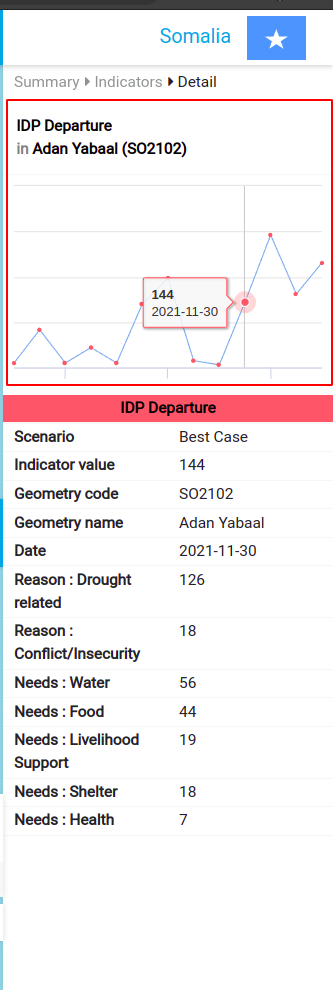 Somalia
Summary Indicators Detail
IDP Departure
in Adan Yabaal (SO2102)
144
2021-11-30
IDP Departure
Scenario Best Case
Indicator value 144
Geometry code SO2102
Geometry name Adan Yabaal
Date 2021-11-30
Reason : Drought 126
related
Reason : 18
Conflict/Insecurity
Needs : Water 56
Needs : Food 44
Needs : Livelihood 19
Support
Needs : Shelter 18
Needs : Health 7